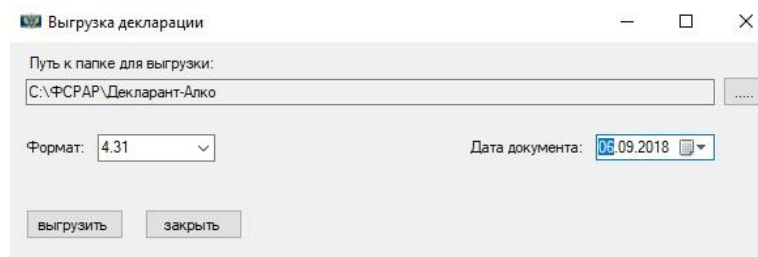 Выгрузка декларации
Путь к папке для выгрузки:
С:\ФСРАР\Декларант-Алко
.....
Формат: 4.31 Дата документа: 06.09.2018
выгрузить закрыть